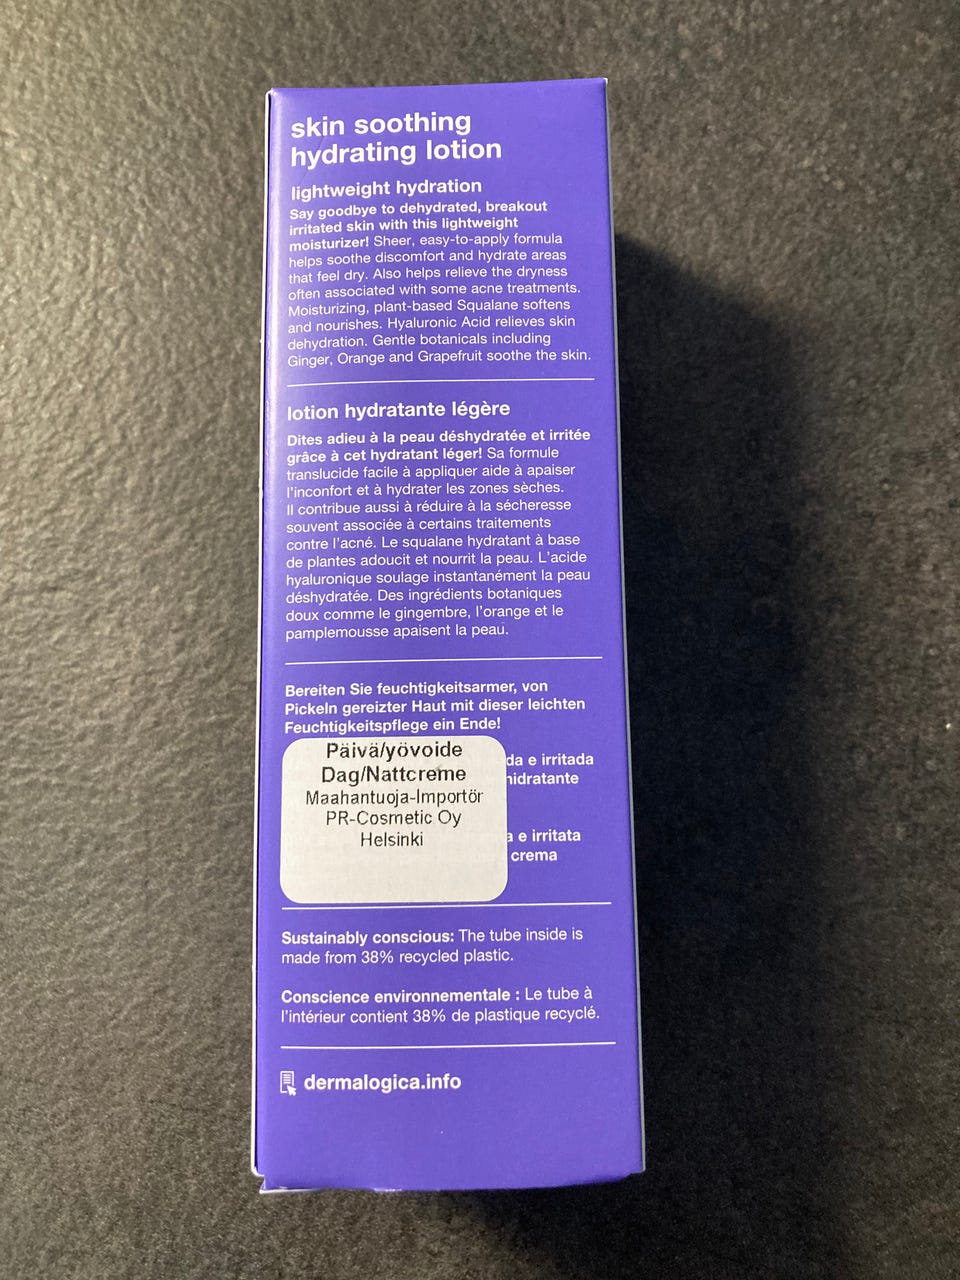 skin soothing
hydrating lotion
lightweight hydration
Say goodbye to dehydrated, breakout
irritated skin with this lightweight
moisturizer! Sheer, easy-to-apply formula
helps soothe discomfort and hydrate areas
that feel dry. Also helps relieve the dryness
often associated with some acne treatments.
Moisturizing, plant-based Squalane softens
and nourishes. Hyaluronic Acid relieves skin
dehydration. Gentle botanicals including
Ginger, Orange and Grapefruit soothe the skin.
lotion hydratante légère
Dites adieu à la peau déshydratée et irritée
grâce à cet hydratant léger! Sa formule
translucide facile à appliquer aide à apaiser
l'inconfort et à hydrater les zones sèches.
Il contribue aussi à réduire à la sécheresse
souvent associée à certains traitements
contre l'acné. Le squalane hydratant à base
de plantes adoucit et nourrit la peau. L'acide
hyaluronique soulage instantanément la peau
déshydratée. Des ingrédients botaniques
doux comme le gingembre, l'orange et le
pamplemousse apaisent la peau.
Bereiten Sie feuchtigkeitsarmer, von
Pickeln gereizter Haut mit dieser leichten
Feuchtigkeitspflege ein Ende!
Päivä/yövoide
Dag/Nattcreme
Maahantuoja-Importör
PR-Cosmetic Oy
Helsinki
da e irritada
hidratante
a e irritata
crema
Sustainably conscious: The tube inside is
made from 38% recycled plastic.
Conscience environnementale : Le tube à
l'intérieur contient 38% de plastique recyclé.
dermalogica.info